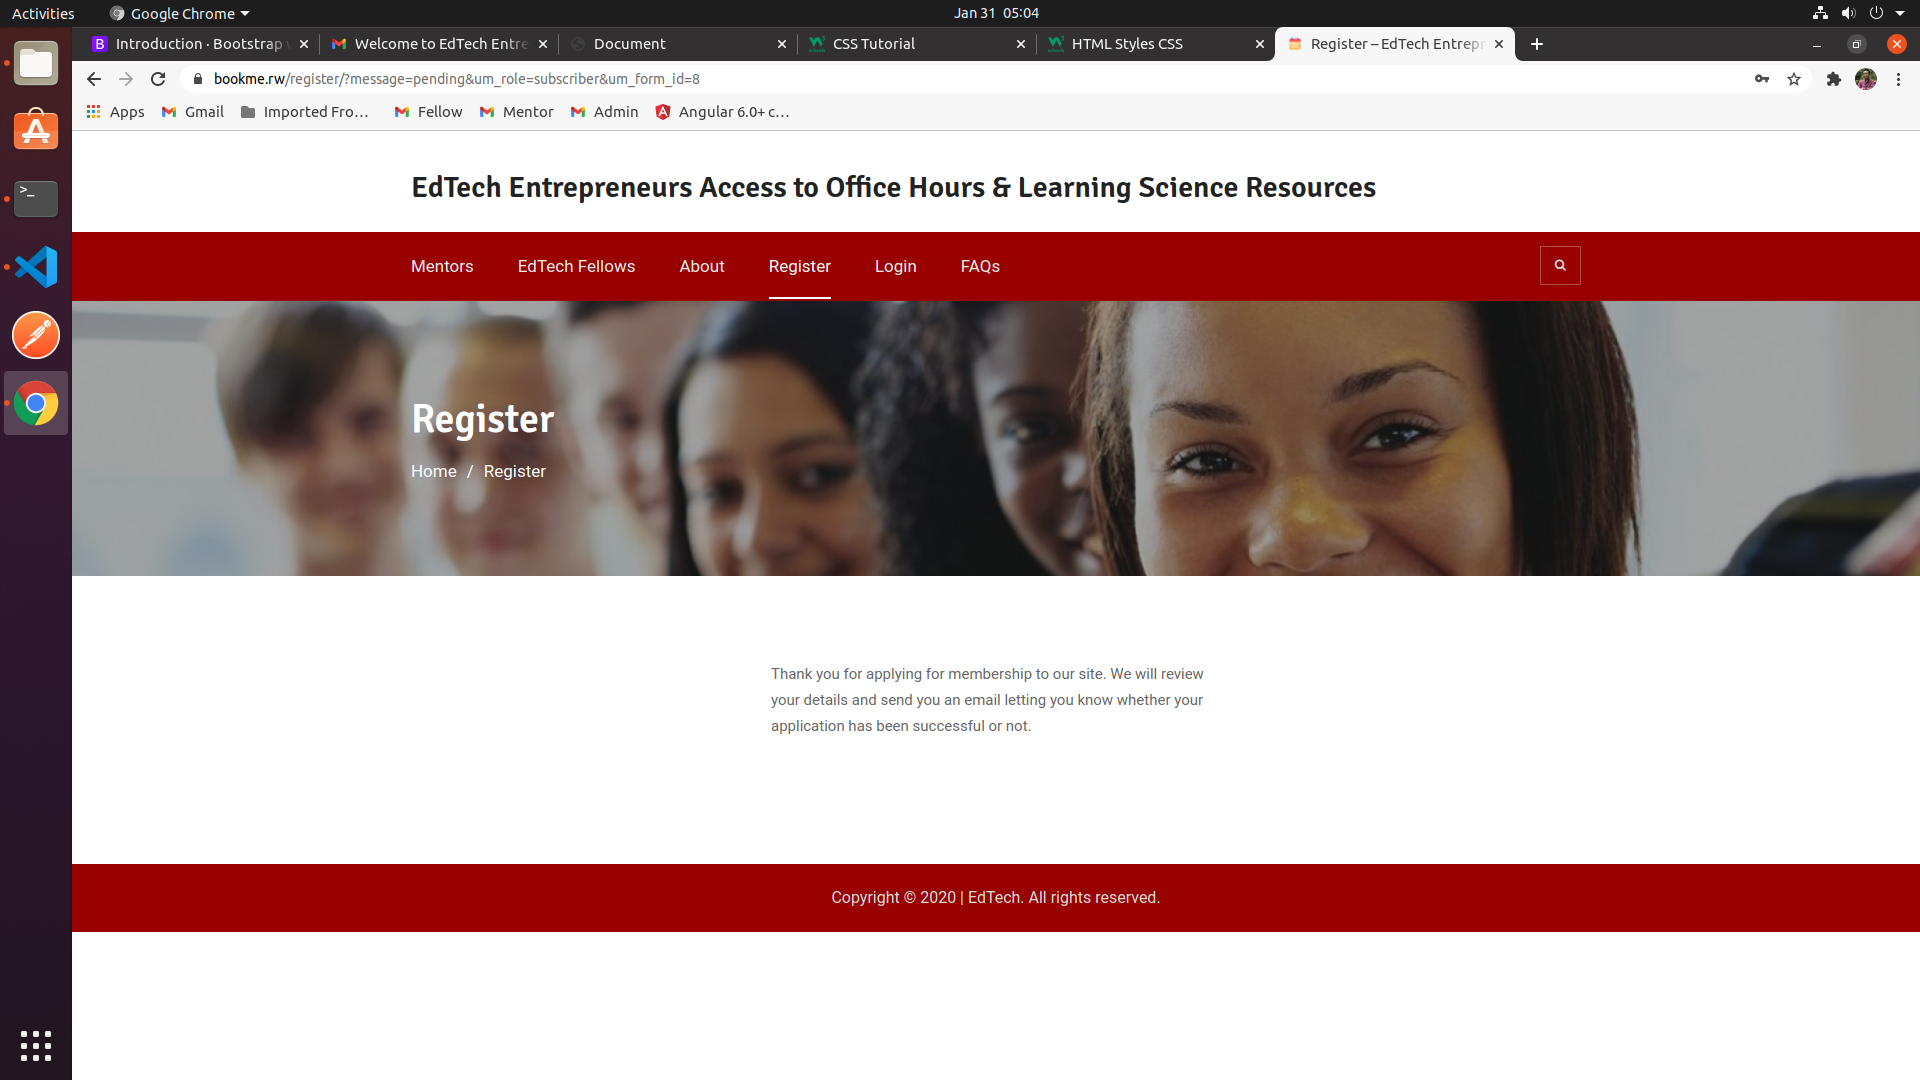 Activities
Google Chrome
Jan 31 05:04
Introduction · Bootstrap
Welcome to EdTech Entre
Document
CSS Tutorial
HTML Styles CSS
Register – EdTech Entrepr
bookme.rw/register/?message=pending&um_role=subscriber&um_form_id=8
Apps
Gmail
Imported Fro…
Fellow
Mentor
Admin
Angular 6.0+ c…
EdTech Entrepreneurs Access to Office Hours & Learning Science Resources
Mentors
EdTech Fellows
About
Register
Login
FAQs
Register
Home / Register
Thank you for applying for membership to our site. We will review
your details and send you an email letting you know whether your
application has been successful or not.
Copyright © 2020 | EdTech. All rights reserved.